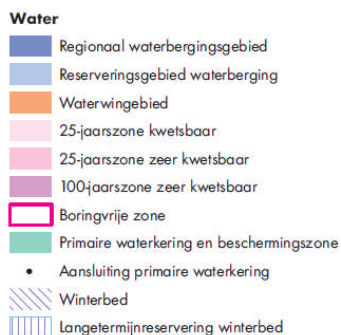 Water
Regionaal waterbergingsgebied
Reserveringsgebied waterberging
Waterwingebied
25-jaarszone kwetsbaar
25-jaarszone zeer kwetsbaar
100-jaarszone zeer kwetsbaar
Boringvrije zone
Primaire waterkering en beschermingszone
Aansluiting primaire waterkering
Winterbed
Langetermijnreservering winterbed